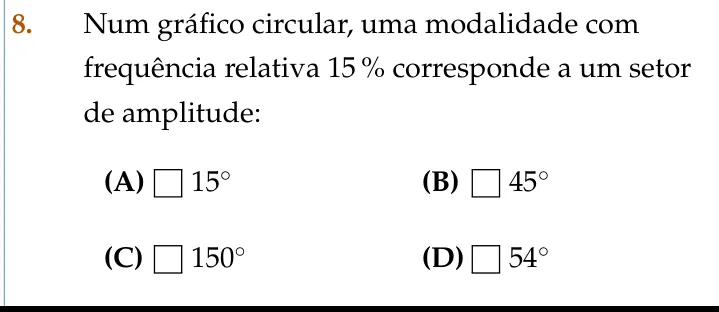 8. Num gráfico circular, uma modalidade com
frequência relativa 15 % corresponde a um setor
de amplitude:
(A) □ 15° (B) □ 45°
(C) □ 150° (D) □ 54°